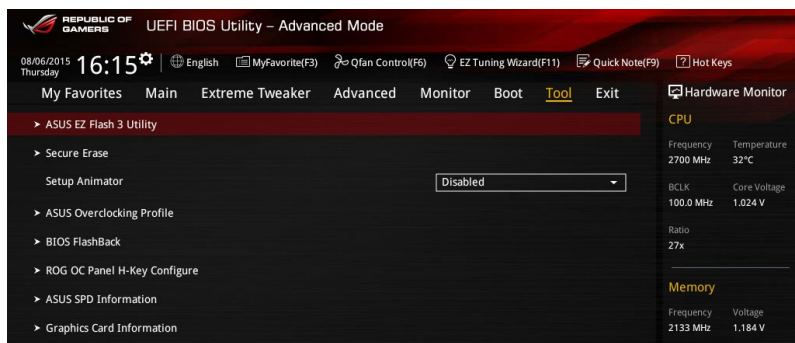 REPUBLIC OF
GAMERS
UEFI BIOS Utility – Advanced Mode
08/06/2015
Thursday
16:15
English
MyFavorite(F3)
Qfan Control(F6)
EZ Tuning Wizard(F11)
Quick Note(F9)
? Hot Keys
My Favorites Main Extreme Tweaker Advanced Monitor Boot Tool Exit
ASUS EZ Flash 3 Utility
Secure Erase
Setup Animator Disabled
ASUS Overclocking Profile
BIOS FlashBack
ROG OC Panel H-Key Configure
ASUS SPD Information
Graphics Card Information
Hardware Monitor
CPU
Frequency Temperature
2700 MHz 32°C
BCLK Core Voltage
100.0 MHz 1.024 V
Ratio
27x
Memory
Frequency Voltage
2133 MHz 1.184 V